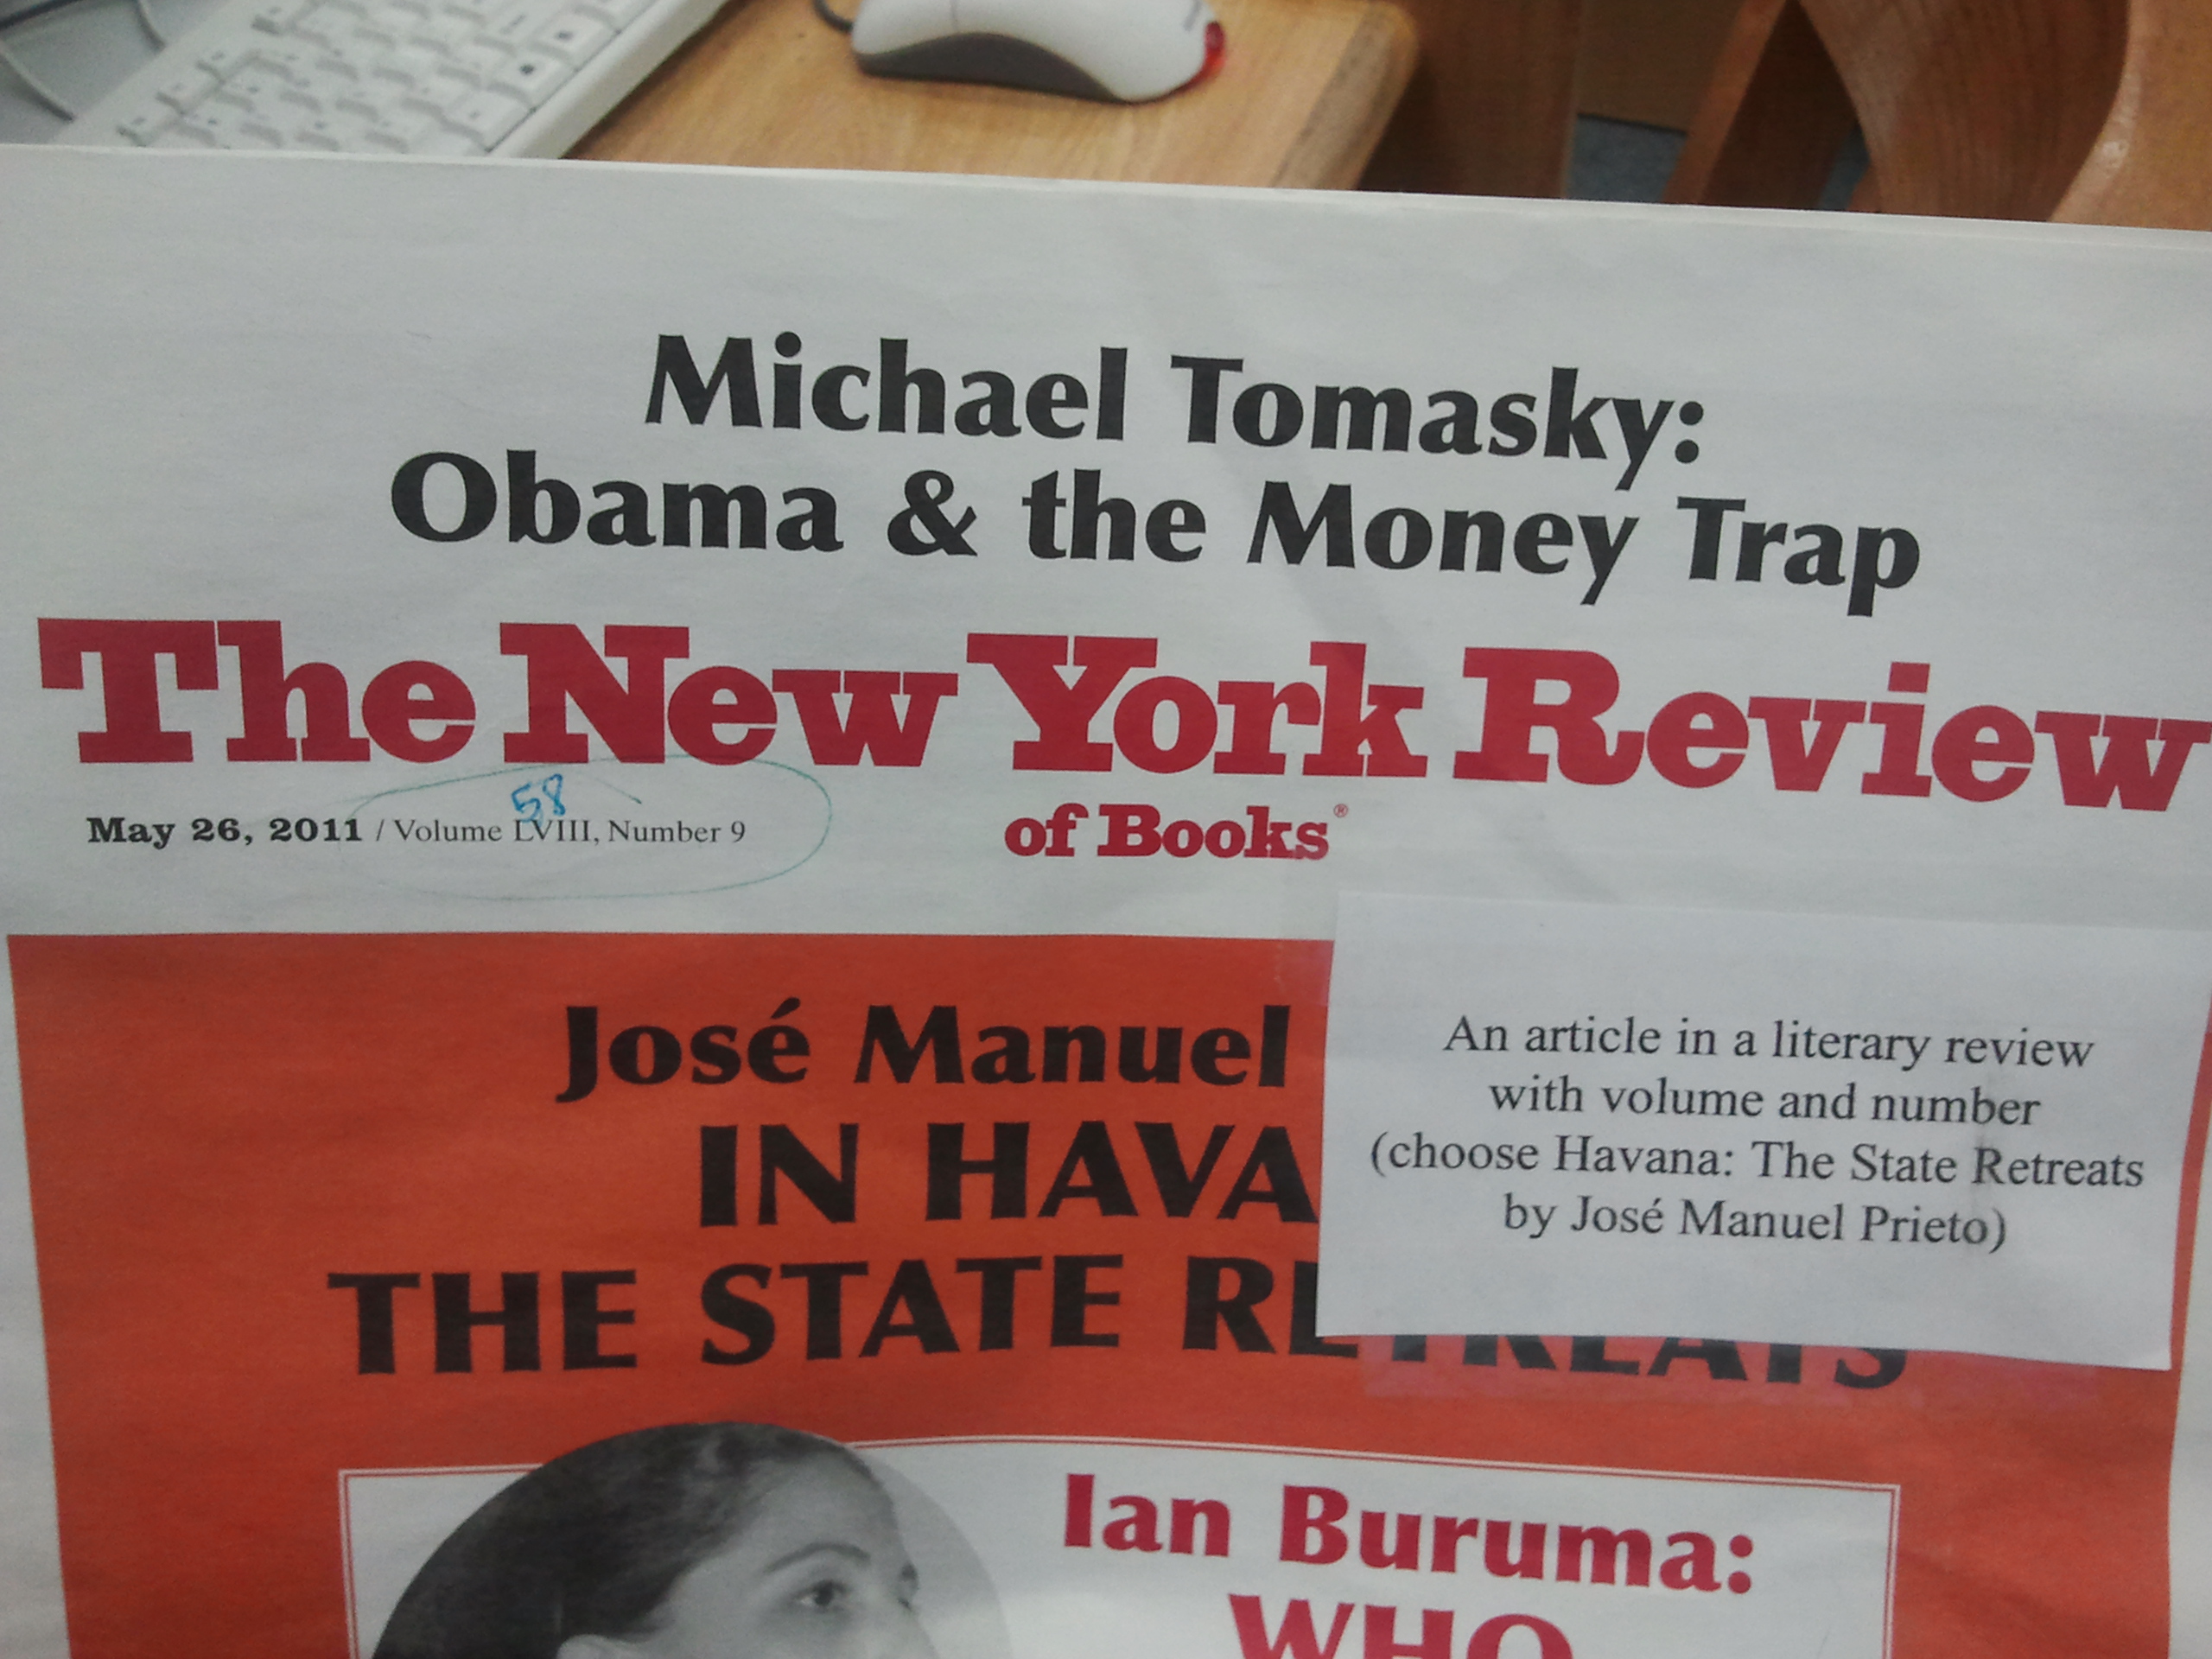 Michael Tomasky:
Obama & the Money Trap
The New York Review
of Books®
58
May 26, 2011 / Volume LVIII, Number 9
José Manuel
IN HAVA
THE STATE RETREATS
An article in a literary review
with volume and number
(choose Havana: The State Retreats
by José Manuel Prieto)
Ian Buruma:
WHO